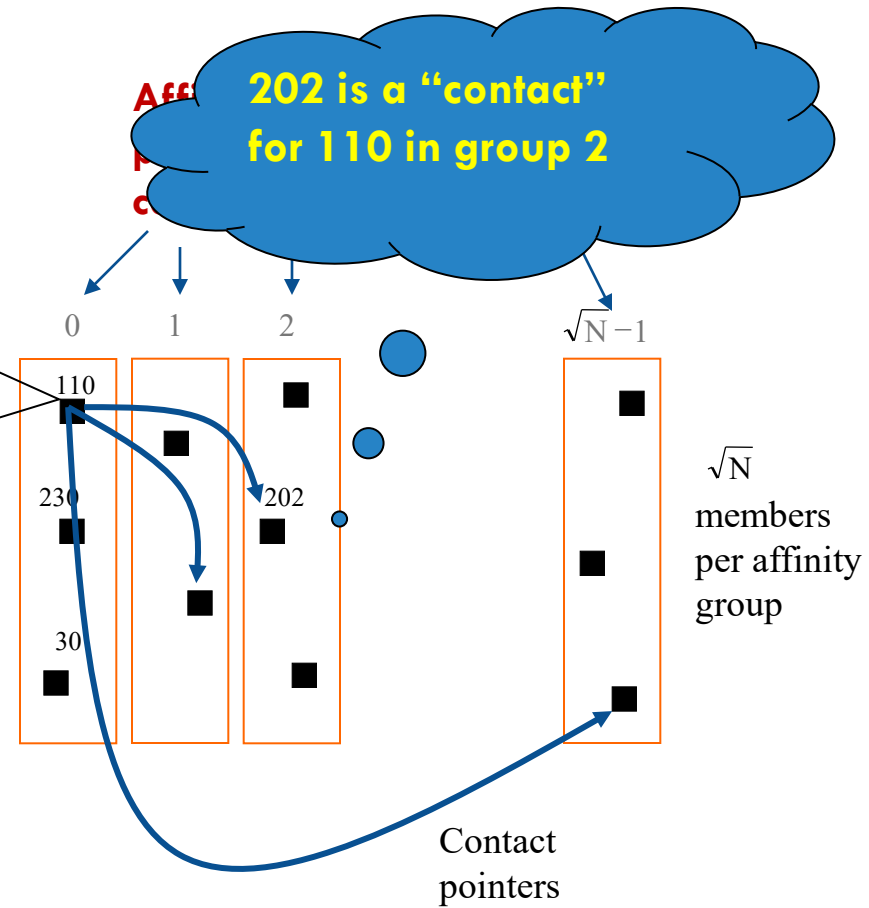 202 is a “contact”
for 110 in group 2
0
1
2
√N −1
110
230
202
30
√N
members
per affinity
group
Contact
pointers